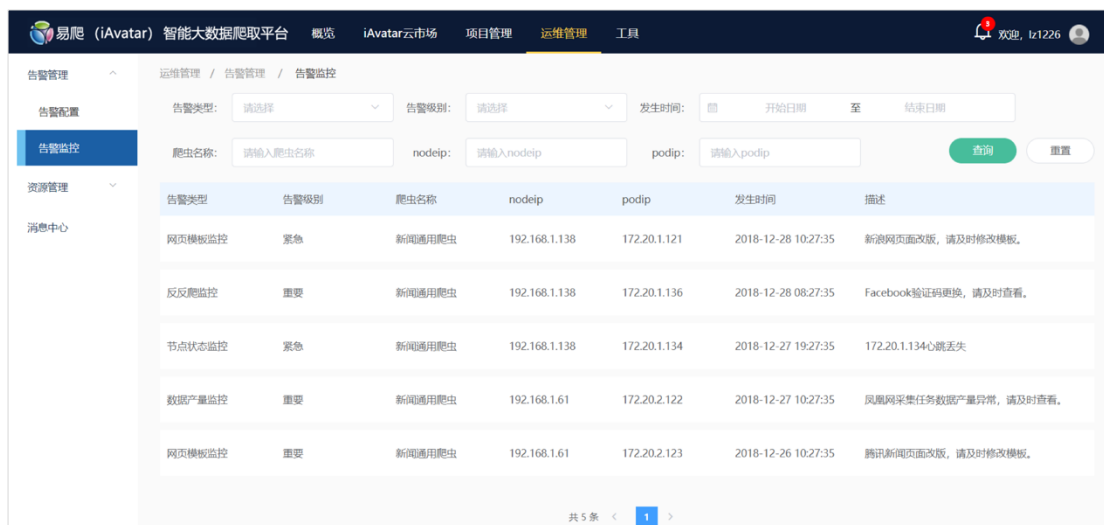 易爬 (iAvatar) 智能大数据爬取平台 概览 iAvatar云市场 项目管理 运维管理 工具 5 欢迎, lz1226
告警管理 运维管理 / 告警管理 / 告警监控
告警配置 告警类型: 请选择 告警级别: 请选择 发生时间: 开始日期 至 结束日期
告警监控 爬虫名称: 请输入爬虫名称 nodeip: 请输入nodeip podip: 请输入podip 查询 重置
资源管理 告警类型 告警级别 爬虫名称 nodeip podip 发生时间 描述
消息中心 网页模板监控 紧急 新闻通用爬虫 192.168.1.138 172.20.1.121 2018-12-28 10:27:35 新浪网页面改版, 请及时修改模板。
反反爬监控 重要 新闻通用爬虫 192.168.1.138 172.20.1.136 2018-12-28 08:27:35 Facebook验证码更换, 请及时查看。
节点状态监控 紧急 新闻通用爬虫 192.168.1.138 172.20.1.134 2018-12-27 19:27:35 172.20.1.134心跳丢失
数据产量监控 重要 新闻通用爬虫 192.168.1.61 172.20.2.122 2018-12-27 10:27:35 凤凰网采集任务数据产量异常, 请及时查看。
网页模板监控 重要 新闻通用爬虫 192.168.1.61 172.20.2.123 2018-12-26 10:27:35 腾讯新闻页面改版, 请及时修改模板。
共 5 条 < 1 >